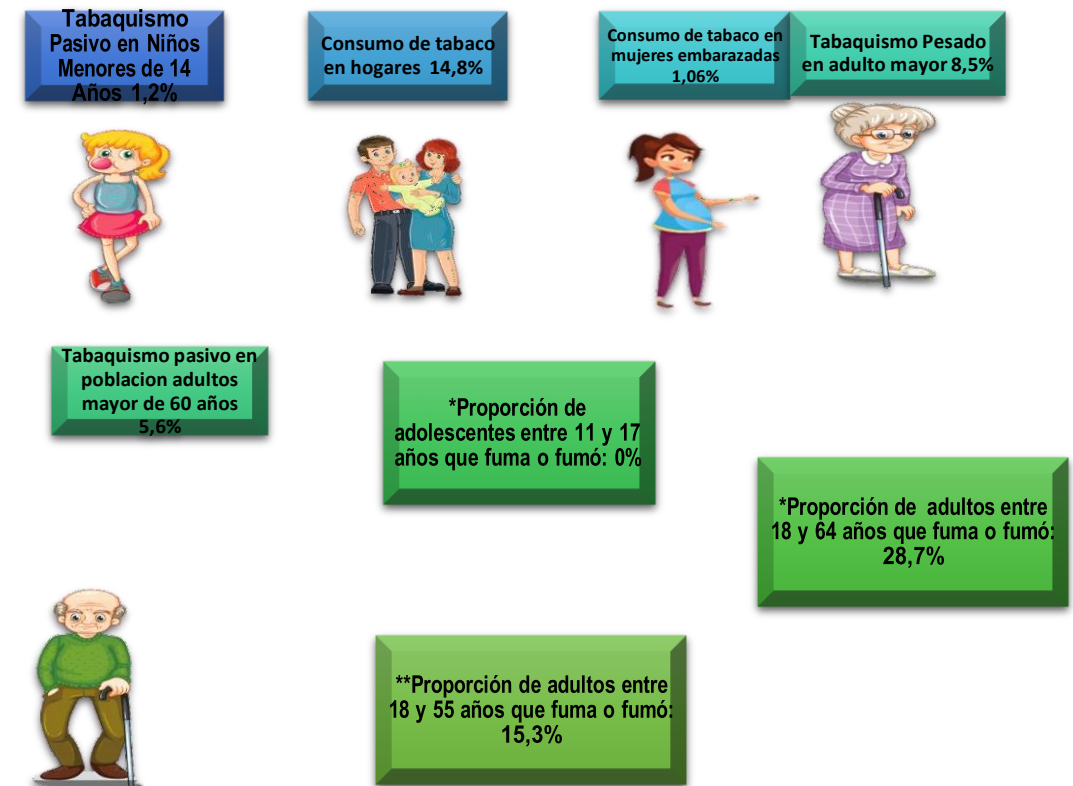 Tabaquismo
Pasivo en Niños
Menores de 14
Años 1,2%
Consumo de tabaco
en hogares 14,8%
Consumo de tabaco en
mujeres embarazadas
1,06%
Tabaquismo Pesado
en adulto mayor 8,5%
Tabaquismo pasivo en
poblacion adultos
mayor de 60 años
5,6%
*Proporción de
adolescentes entre 11 y 17
años que fuma o fumó: 0%
*Proporción de adultos entre
18 y 64 años que fuma o fumó:
28,7%
**Proporción de adultos entre
18 y 55 años que fuma o fumó:
15,3%